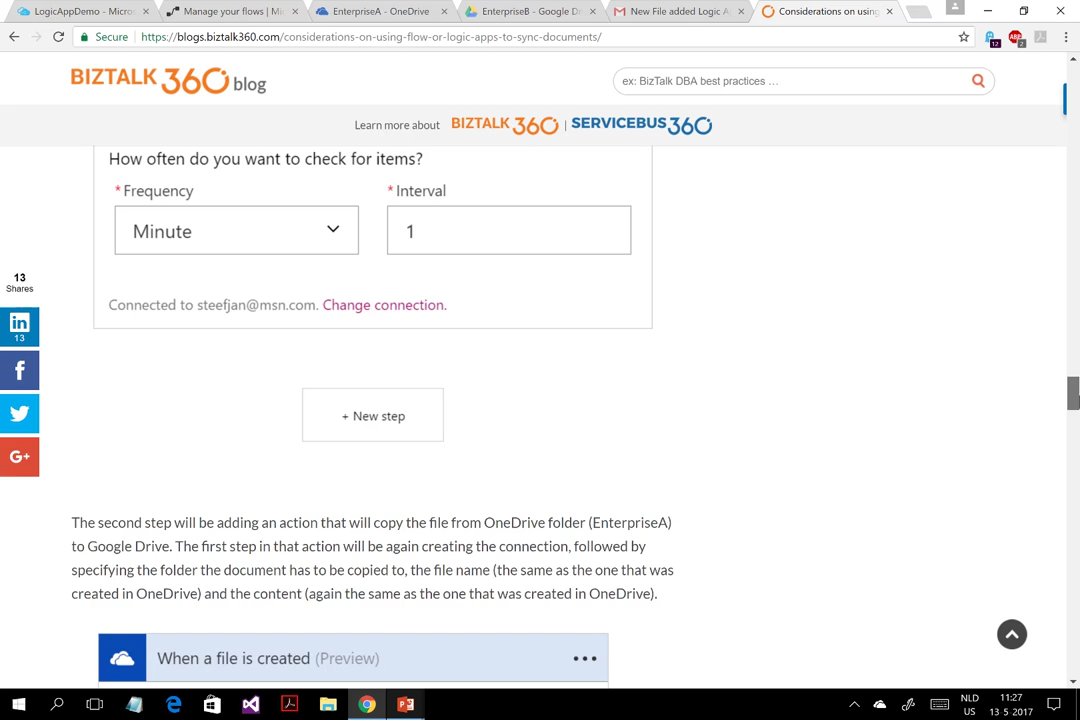 LogicAppDemo - Micro
Manage your flows | Mi
EnterpriseA - OneDrive
EnterpriseB - Google D
New File added Logic A
Considerations on using
Secure
https://blogs.biztalk360.com/considerations-on-using-flow-or-logic-apps-to-sync-documents/
12
ABP
2
BIZTALK 360 blog
ex: BizTalk DBA best practices ...
Learn more about BIZTALK 360 | SERVICEBUS 360
How often do you want to check for items?
* Frequency
* Interval
Minute
1
Connected to steefjan@msn.com. Change connection.
13
Shares
in
13
f
G+
+ New step
The second step will be adding an action that will copy the file from OneDrive folder (EnterpriseA)
to Google Drive. The first step in that action will be again creating the connection, followed by
specifying the folder the document has to be copied to, the file name (the same as the one that was
created in OneDrive) and the content (again the same as the one that was created in OneDrive).
When a file is created (Preview)
NLD
US
11:27
13 5 2017